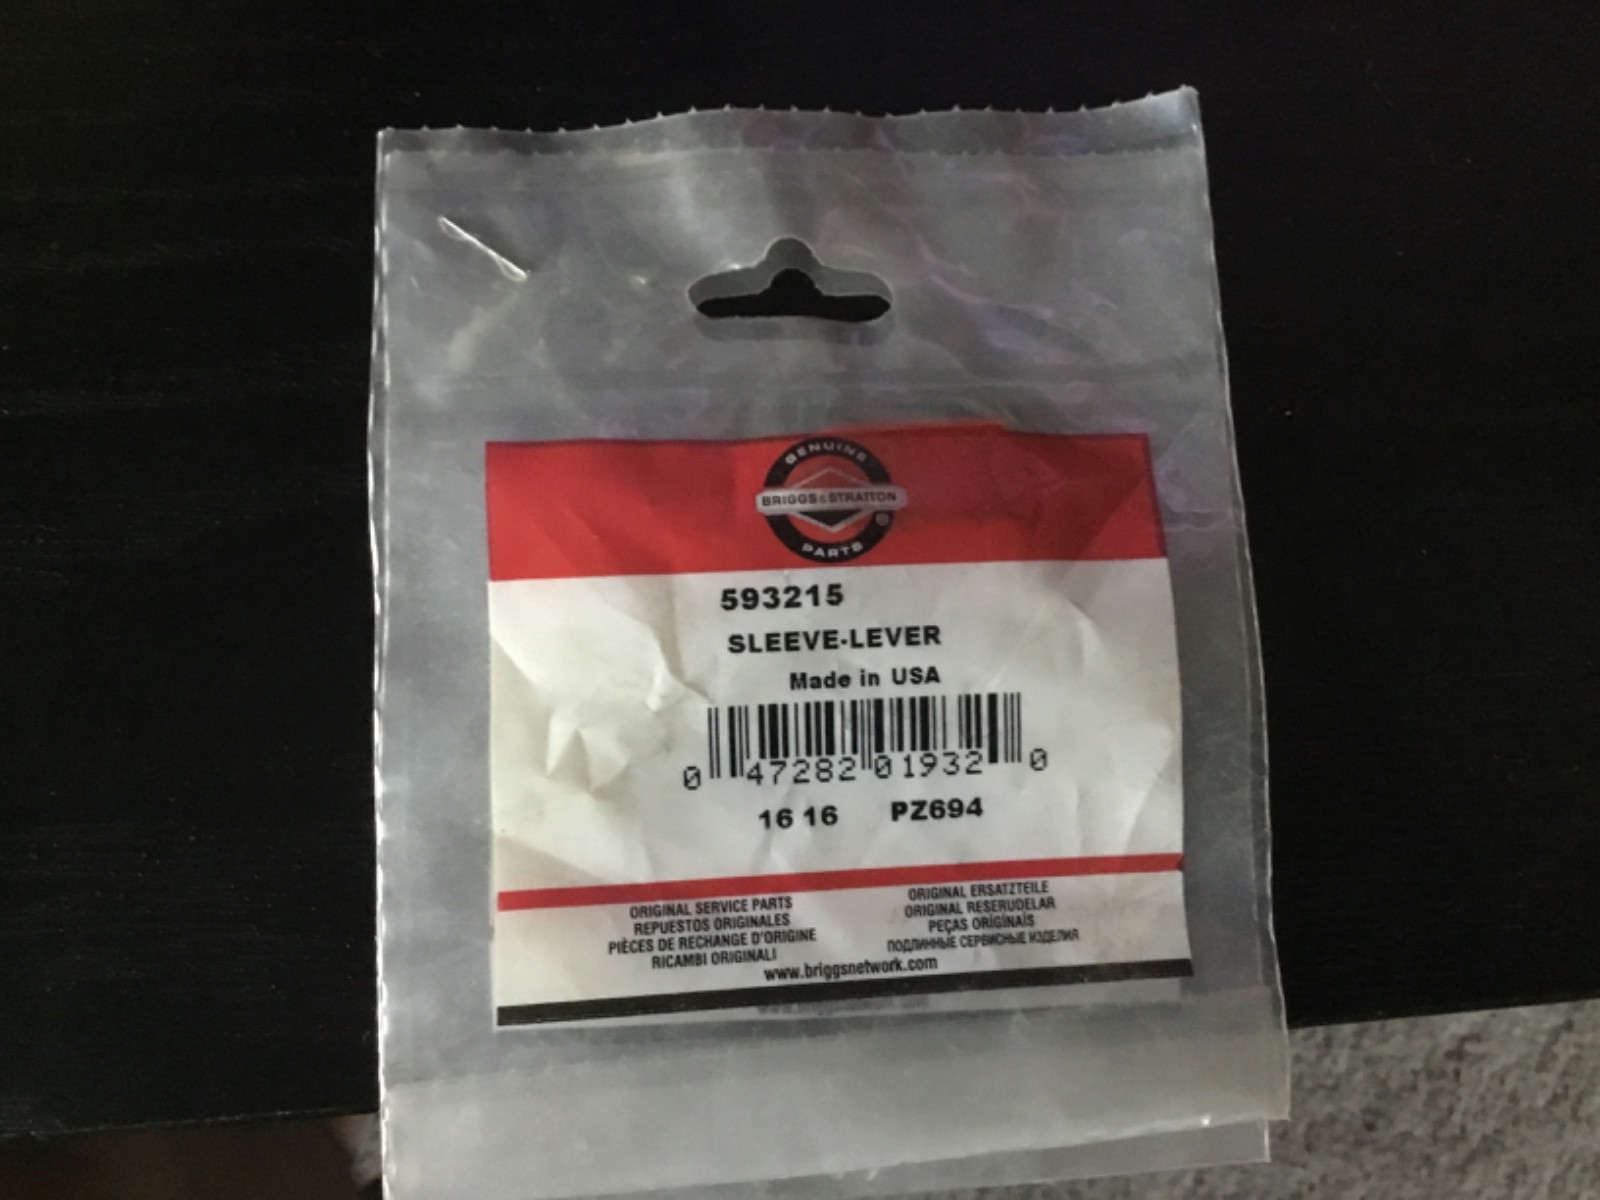 GENUINE
BRIGGS & STRATTON
®
PARTS
593215
SLEEVE-LEVER
Made in USA
0 47282 01932 0
16 16 PZ694
ORIGINAL SERVICE PARTS
REPUESTOS ORIGINALES
PIÈCES DE RECHANGE D'ORIGINE
RICAMBI ORIGINALI
ORIGINAL ERSATZTEILE
ORIGINAL RESERUDELAR
PEÇAS ORIGINAIS
ПОДЛИННЫЕ СЕРВИСНЫЕ ИЗДЕЛИЯ
www.briggsnetwork.com